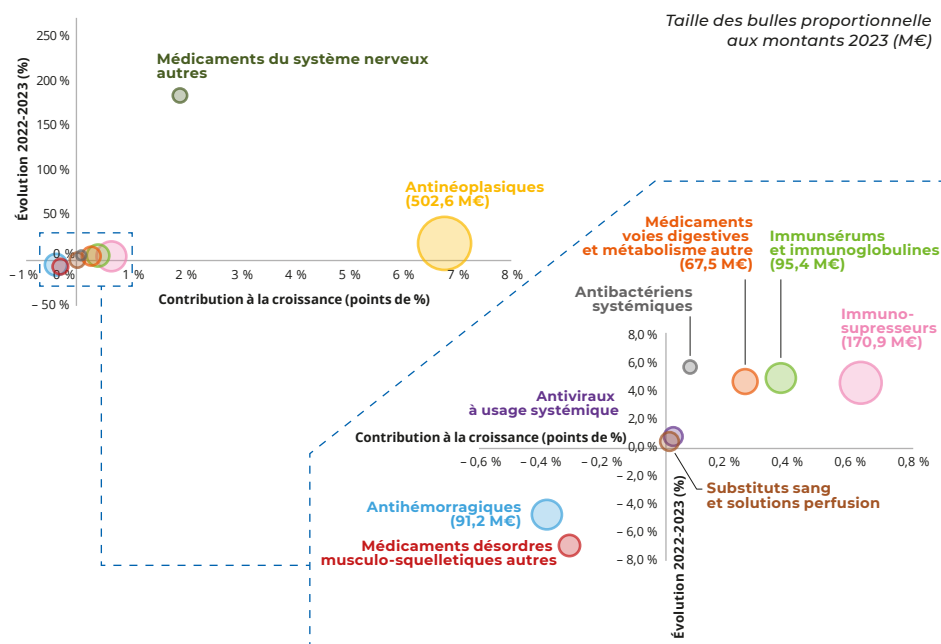 Taille des bulles proportionnelle
aux montants 2023 (M€)
Évolution 2022-2023 (%)
250 %
200 %
150 %
100 %
50 %
0 %
– 50 %
– 1 %
0 %
1 %
2 %
3 %
4 %
5 %
6 %
7 %
8 %
Contribution à la croissance (points de %)
Médicaments du système nerveux
autres
Antinéoplasiques
(502,6 M€)
Médicaments
voies digestives
et métabolisme autre
(67,5 M€)
Immunsérums
et immunoglobulines
(95,4 M€)
Antibactériens
systémiques
Immuno-
supresseurs
(170,9 M€)
Antiviraux
à usage systémique
Contribution à la croissance (points de %)
8,0 %
6,0 %
4,0 %
2,0 %
0,0 %
– 2,0 %
– 4,0 %
– 6,0 %
– 8,0 %
– 0,6 %
– 0,4 %
– 0,2 %
0,2 %
0,4 %
0,6 %
0,8 %
Substituts sang
et solutions perfusion
Antihémorragiques
(91,2 M€)
Médicaments désordres
musculo-squelletiques autres
Évolution 2022-2023 (%)